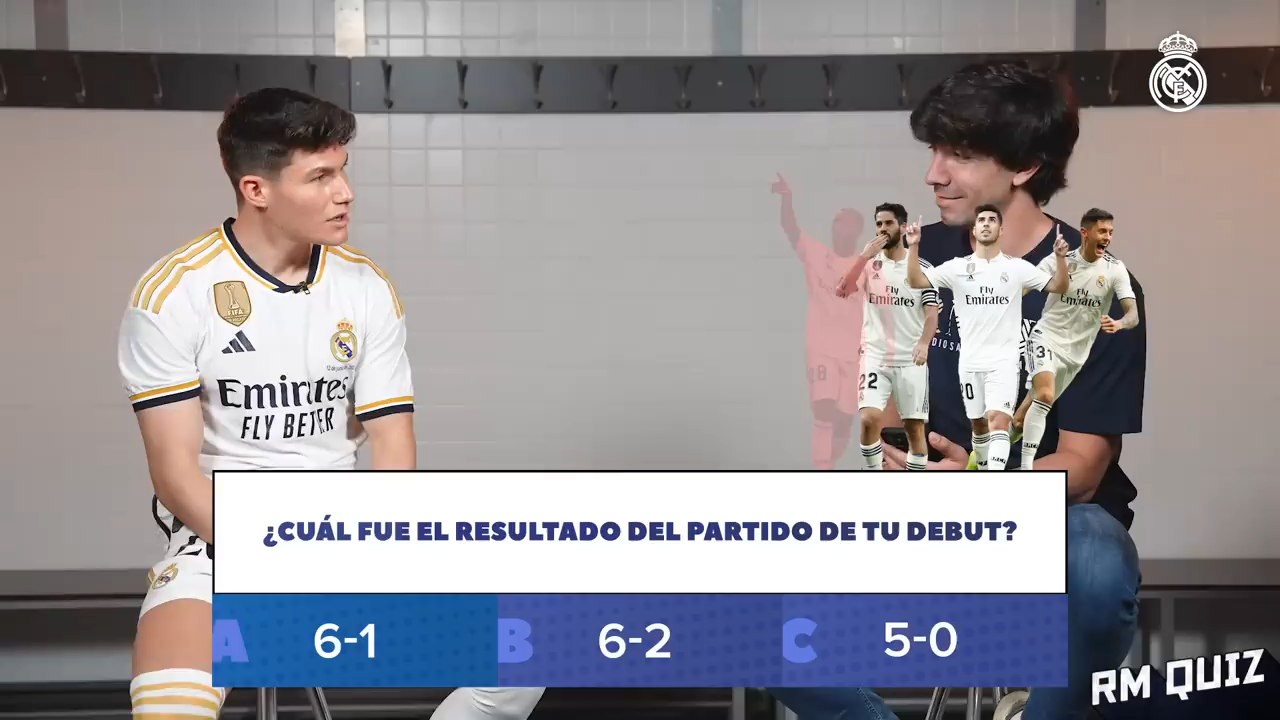 FIFA
Emirates
FLY BETTER
Fly
Emirates
22
Fly
Emirates
20
Fly
Emirates
31
¿CUÁL FUE EL RESULTADO DEL PARTIDO DE TU DEBUT?
A 6-1
B 6-2
C 5-0
RM QUIZ